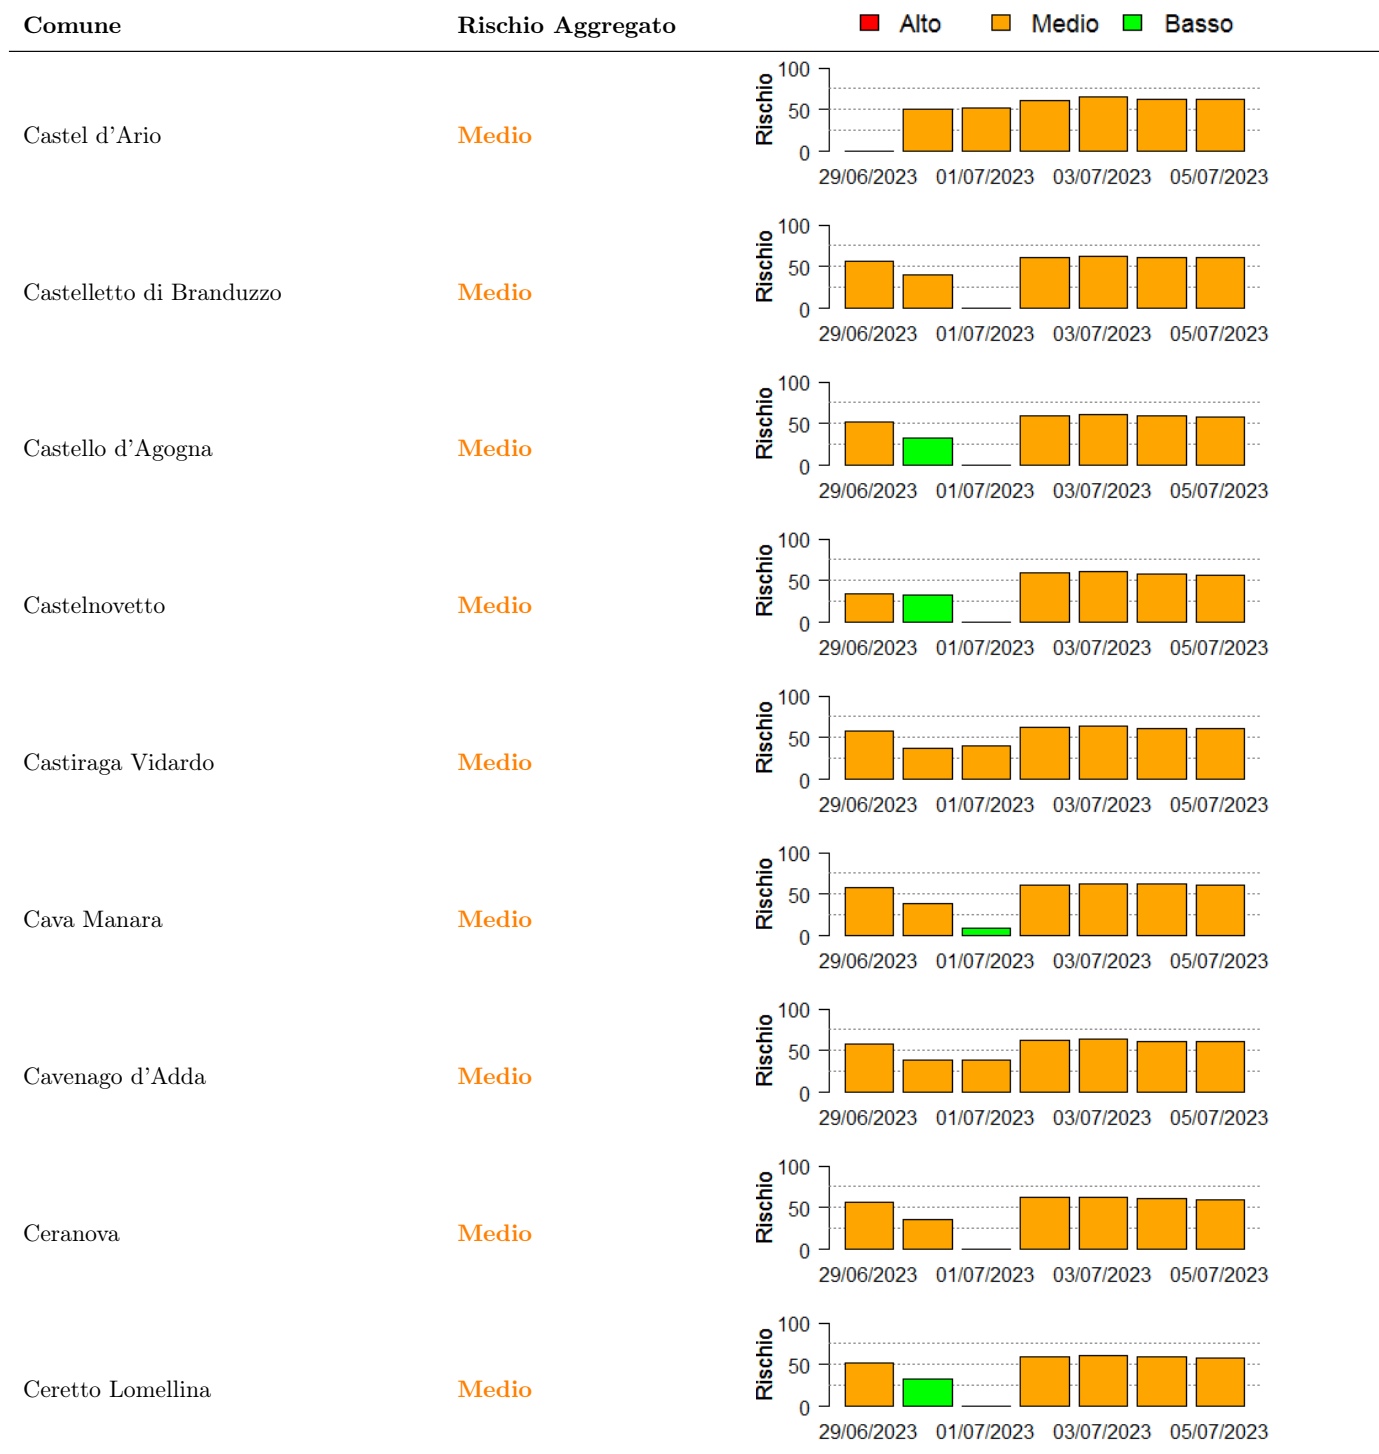 Comune Rischio Aggregato Alto Medio Basso
100
50
0
Rischio
Castel d'Ario Medio
29/06/2023 01/07/2023 03/07/2023 05/07/2023
100
50
0
Rischio
Castelletto di Branduzzo Medio
29/06/2023 01/07/2023 03/07/2023 05/07/2023
100
50
0
Rischio
Castello d'Agogna Medio
29/06/2023 01/07/2023 03/07/2023 05/07/2023
100
50
0
Rischio
Castelnovetto Medio
29/06/2023 01/07/2023 03/07/2023 05/07/2023
100
50
0
Rischio
Castiraga Vidardo Medio
29/06/2023 01/07/2023 03/07/2023 05/07/2023
100
50
0
Rischio
Cava Manara Medio
29/06/2023 01/07/2023 03/07/2023 05/07/2023
100
50
0
Rischio
Cavenago d'Adda Medio
29/06/2023 01/07/2023 03/07/2023 05/07/2023
100
50
0
Rischio
Ceranova Medio
29/06/2023 01/07/2023 03/07/2023 05/07/2023
100
50
0
Rischio
Ceretto Lomellina Medio
29/06/2023 01/07/2023 03/07/2023 05/07/2023